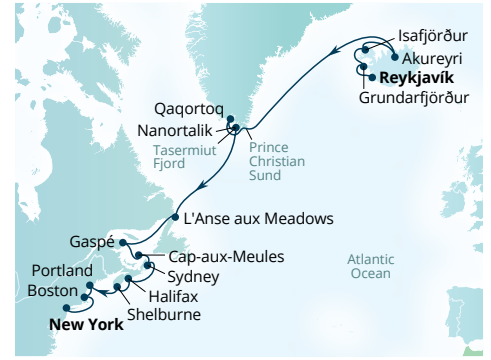 Isafjörður
Akureyri
Reykjavík
Grundarfjörður
Qaqortoq
Nanortalik
Tasermiut
Fjord
Prince
Christian
Sund
L'Anse aux Meadows
Gaspé
Cap-aux-Meules
Sydney
Portland
Boston
Halifax
Shelburne
New York
Atlantic
Ocean